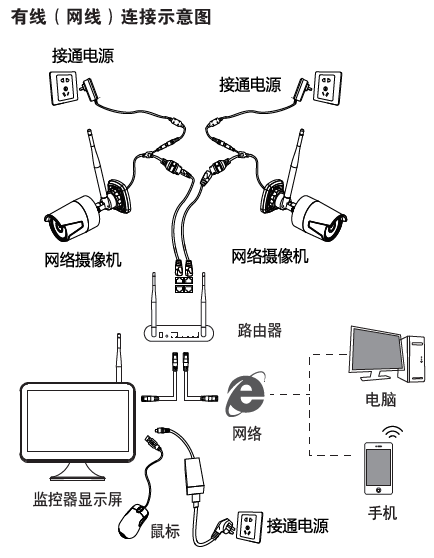 有线（网线）连接示意图
接通电源
接通电源
网络摄像机
网络摄像机
路由器
电脑
网络
监控器显示屏
鼠标
手机
接通电源